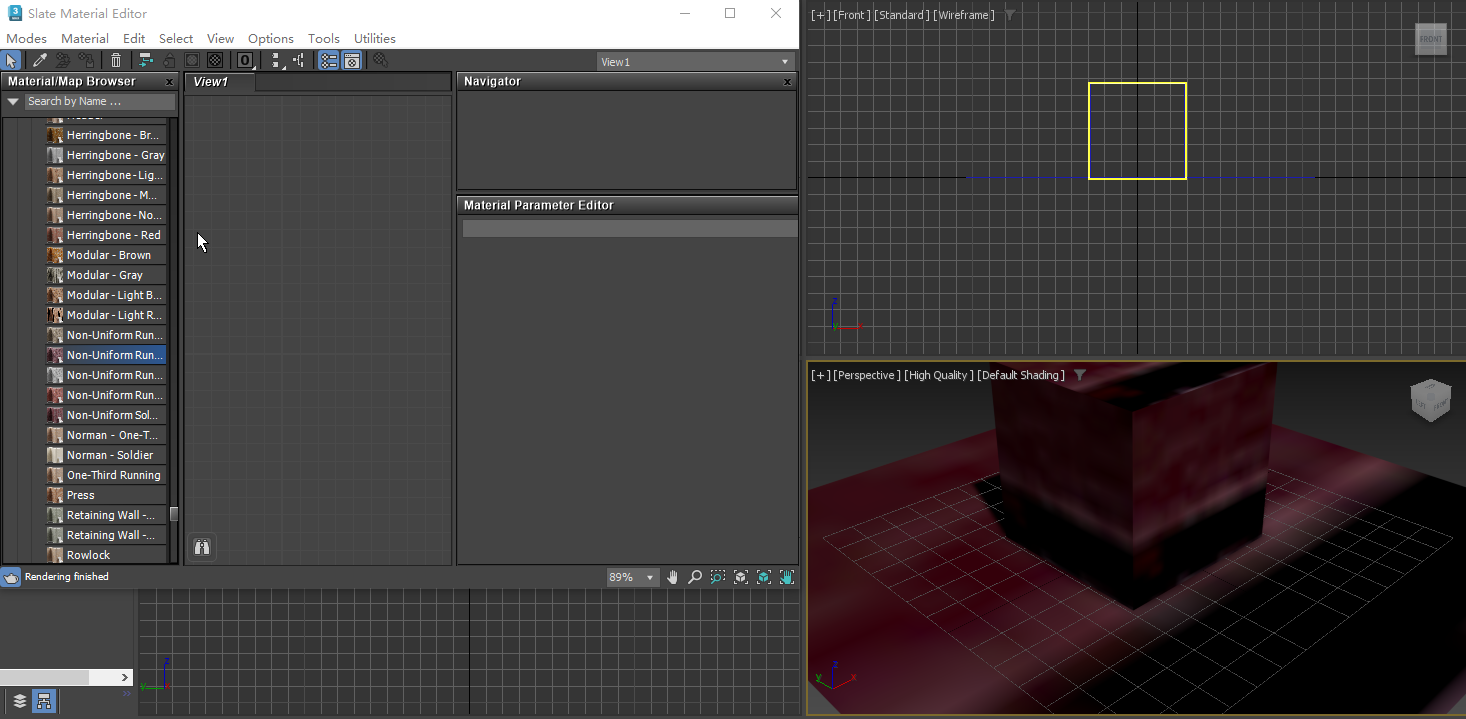 Slate Material Editor
Modes Material Edit Select View Options Tools Utilities
0
View1
Material/Map Browser x
View1
Navigator x
Search by Name ...
Herringbone - Br...
Herringbone - Gray
Herringbone - Lig...
Herringbone - M...
Herringbone - No...
Herringbone - Red
Modular - Brown
Modular - Gray
Modular - Light B...
Modular - Light R...
Non-Uniform Run...
Non-Uniform Run...
Non-Uniform Run...
Non-Uniform Run...
Non-Uniform Sol...
Norman - One-T...
Norman - Soldier
One-Third Running
Press
Retaining Wall -...
Retaining Wall -...
Rowlock
Material Parameter Editor
Rendering finished
89%
z
y
[+] [Front ] [Standard ] [Wireframe ]
FRONT
z
x
[+] [Perspective ] [High Quality ] [Default Shading ]
z
y
x